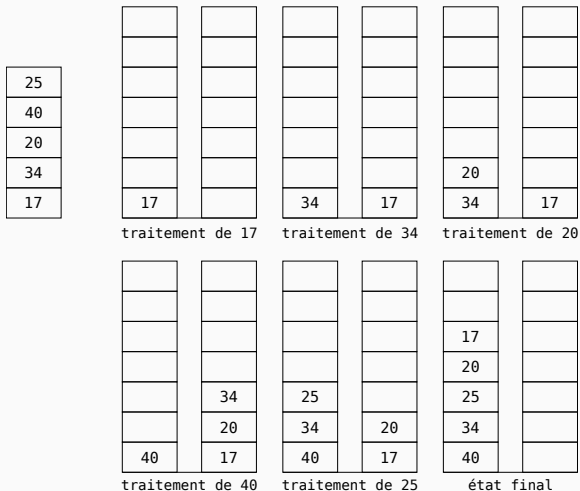 25
40
20
34
17
20
17 34 17 34 17
traitement de 17 traitement de 34 traitement de 20
17
20
34 25 25
20 34 20 34
40 17 40 17 40
traitement de 40 traitement de 25 état final